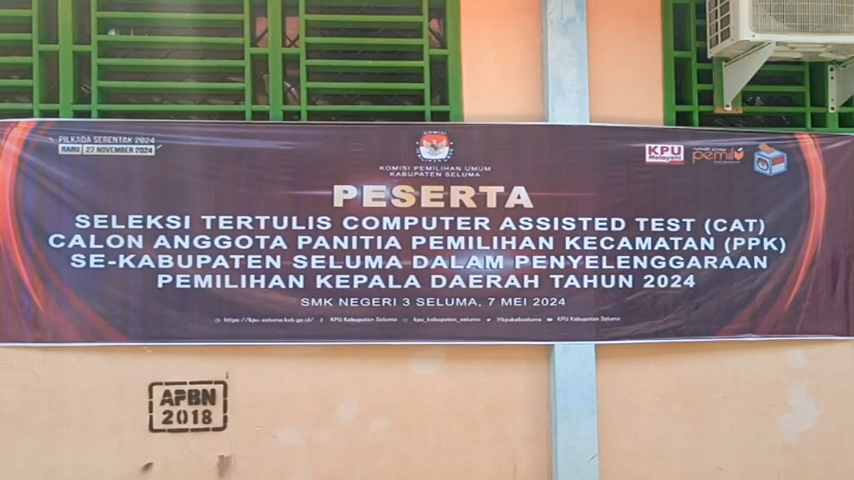 PILKADA SERENTAK 2024
RABU 27 NOVEMBER 2024
KOMISI
KOMISI PEMILIHAN UMUM
KABUPATEN SELUMA
KPU
Melayani
pemilu
PESERTA
SELEKSI TERTULIS COMPUTER ASSISTED TEST (CAT)
CALON ANGGOTA PANITIA PEMILIHAN KECAMATAN (PPK)
SE-KABUPATEN SELUMA DALAM PENYELENGGARAAN
PEMILIHAN KEPALA DAERAH TAHUN 2024
SMK NEGERI 3 SELUMA, 7 MEI 2024
https://kpu-seluma.kab.go.id/ KPU Kabupaten Seluma kpu_kabupaten_seluma @kpukabseluma KPU Kabupaten Seluma
APBN
2018